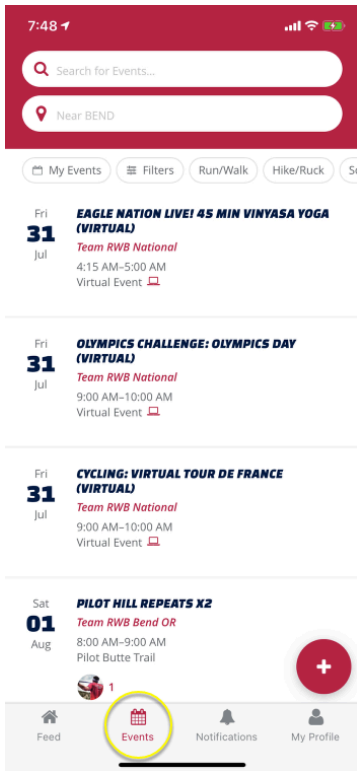 7:48
Search for Events...
Near BEND
My Events
Filters
Run/Walk
Hike/Ruck
Fri
31
Jul
EAGLE NATION LIVE! 45 MIN VINYASA YOGA
(VIRTUAL)
Team RWB National
4:15 AM–5:00 AM
Virtual Event
Fri
31
Jul
OLYMPICS CHALLENGE: OLYMPICS DAY
(VIRTUAL)
Team RWB National
9:00 AM–10:00 AM
Virtual Event
Fri
31
Jul
CYCLING: VIRTUAL TOUR DE FRANCE
(VIRTUAL)
Team RWB National
9:00 AM–10:00 AM
Virtual Event
Sat
01
Aug
PILOT HILL REPEATS X2
Team RWB Bend OR
8:00 AM–9:00 AM
Pilot Butte Trail
1
Feed
Events
Notifications
My Profile